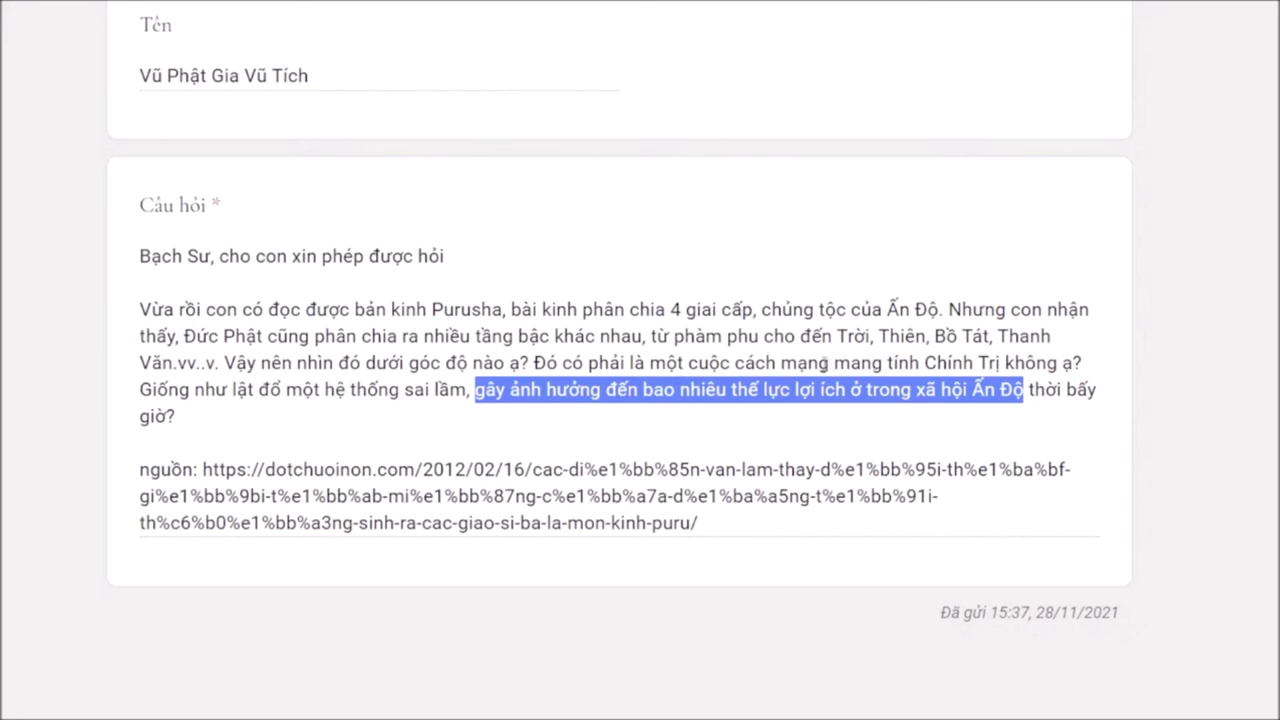 Tên
Vũ Phật Gia Vũ Tích
Câu hỏi *
Bạch Sư, cho con xin phép được hỏi
Vừa rồi con có đọc được bản kinh Purusha, bài kinh phân chia 4 giai cấp, chủng tộc của Ấn Độ. Nhưng con nhận
thấy, Đức Phật cũng phân chia ra nhiều tầng bậc khác nhau, từ phàm phu cho đến Trời, Thiên, Bồ Tát, Thanh
Văn.vv..v. Vậy nên nhìn đó dưới góc độ nào ạ? Đó có phải là một cuộc cách mạng mang tính Chính Trị không ạ?
Giống như lật đổ một hệ thống sai lầm, gây ảnh hưởng đến bao nhiêu thế lực lợi ích ở trong xã hội Ấn Độ thời bấy
giờ?
nguồn: https://dotchuoinon.com/2012/02/16/cac-di%e1%bb%85n-van-lam-thay-d%e1%bb%95i-th%e1%ba%bf-
gi%e1%bb%9bi-t%e1%bb%ab-mi%e1%bb%87ng-c%e1%bb%a7a-d%e1%ba%a5ng-t%e1%bb%91i-
th%c6%b0%e1%bb%a3ng-sinh-ra-cac-giao-si-ba-la-mon-kinh-puru/
Đã gửi 15:37, 28/11/2021